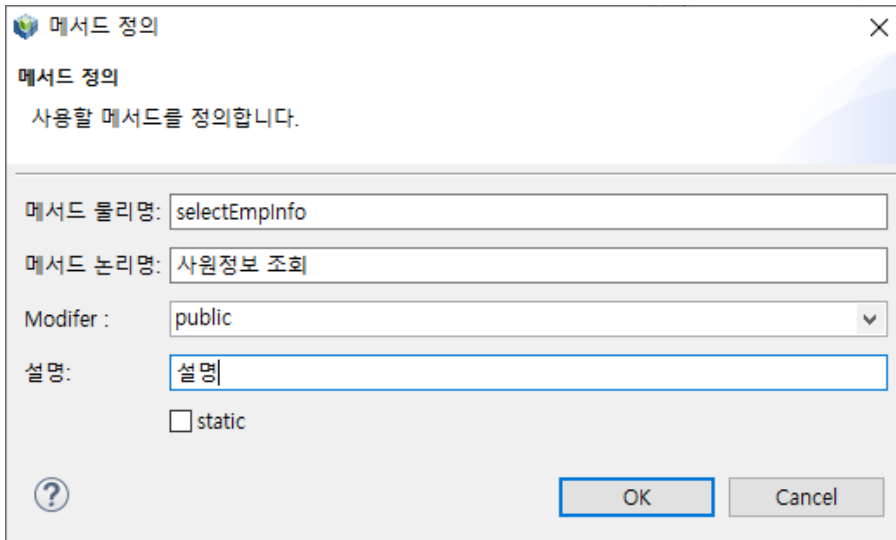 메서드 정의
메서드 정의
사용할 메서드를 정의합니다.
메서드 물리명: selectEmpInfo
메서드 논리명: 사원정보 조회
Modifer : public
설명: 설명
static
? OK Cancel